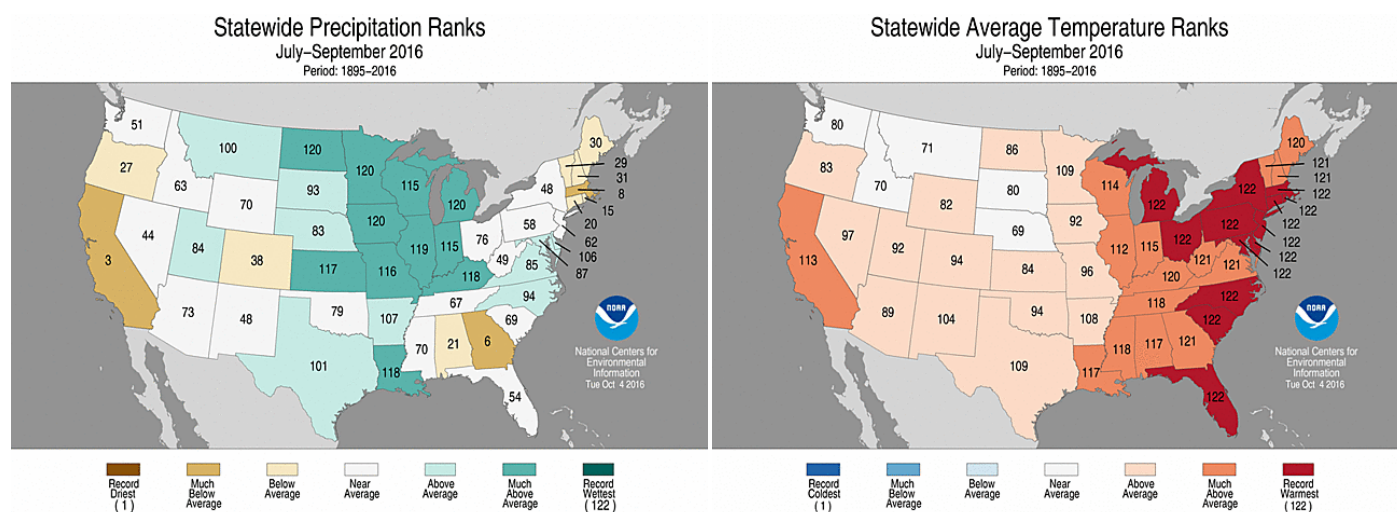 Statewide Precipitation Ranks
July-September 2016
Period: 1895-2016
51
100
120
120
115
120
30
29
31
8
15
20
62
106
87
27
63
70
93
120
48
58
3
44
84
38
83
117
116
119
115
76
49
85
118
94
73
48
79
107
67
69
101
118
70
21
6
54
NOAA
National Centers for
Environmental
Information
Tue Oct 4 2016
Record
Driest
(1)
Much
Below
Average
Below
Average
Near
Average
Above
Average
Much
Above
Average
Record
Wettest
(122)
Statewide Average Temperature Ranks
July-September 2016
Period: 1895-2016
80
71
86
109
114
122
120
121
121
122
122
122
122
122
122
83
70
82
80
92
122
122
113
97
92
94
69
84
96
112
115
122
121
121
120
122
89
104
94
108
118
122
109
117
118
117
121
122
NOAA
National Centers for
Environmental
Information
Tue Oct 4 2016
Record
Coldest
(1)
Much
Below
Average
Below
Average
Near
Average
Above
Average
Much
Above
Average
Record
Warmest
(122)